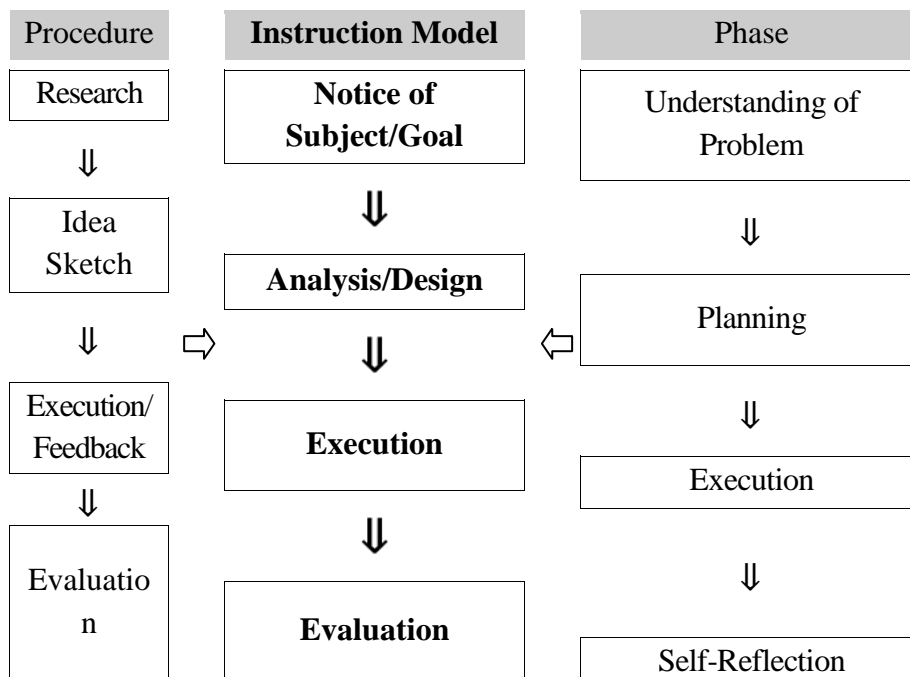 Procedure
Research
⇓
Idea
Sketch
⇓
Execution/
Feedback
⇓
Evaluatio
n
Instruction Model
Notice of
Subject/Goal
⇓
Analysis/Design
⇓
Execution
⇓
Evaluation
Phase
Understanding of
Problem
⇓
Planning
⇓
Execution
⇓
Self-Reflection